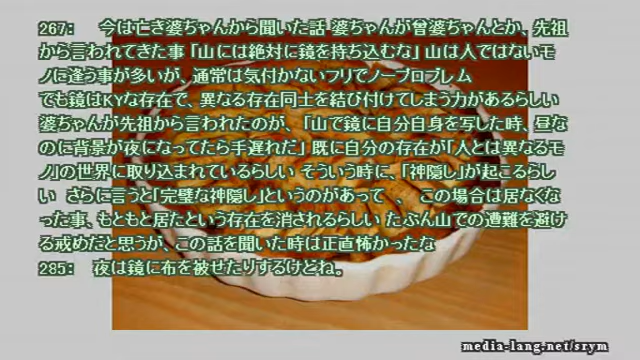 267:　今は亡き婆ちゃんから聞いた話 婆ちゃんが曾婆ちゃんとか、先祖
から言われてきた事 「山には絶対に鏡を持ち込むな」 山は人ではないモ
ノに逢う事が多いが、通常は気付かないフリでノープロブレム
でも鏡はKYな存在で、異なる存在同士を結び付けてしまう力があるらしい
婆ちゃんが先祖から言われたのが、「山で鏡に自分自身を写した時、昼な
のに背景が夜になってたら手遅れだ」 既に自分の存在が「人とは異なるモ
ノ」の世界に取り込まれているらしい そういう時に、「神隠し」が起こるらし
い　さらに言うと「完璧な神隠し」というのがあって　、　この場合は居なくな
った事、もともと居たという存在を消されるらしい たぶん山での遭難を避け
る戒めだと思うが、この話を聞いた時は正直怖かったな
285:　夜は鏡に布を被せたりするけどね。
media-lang.net/srym